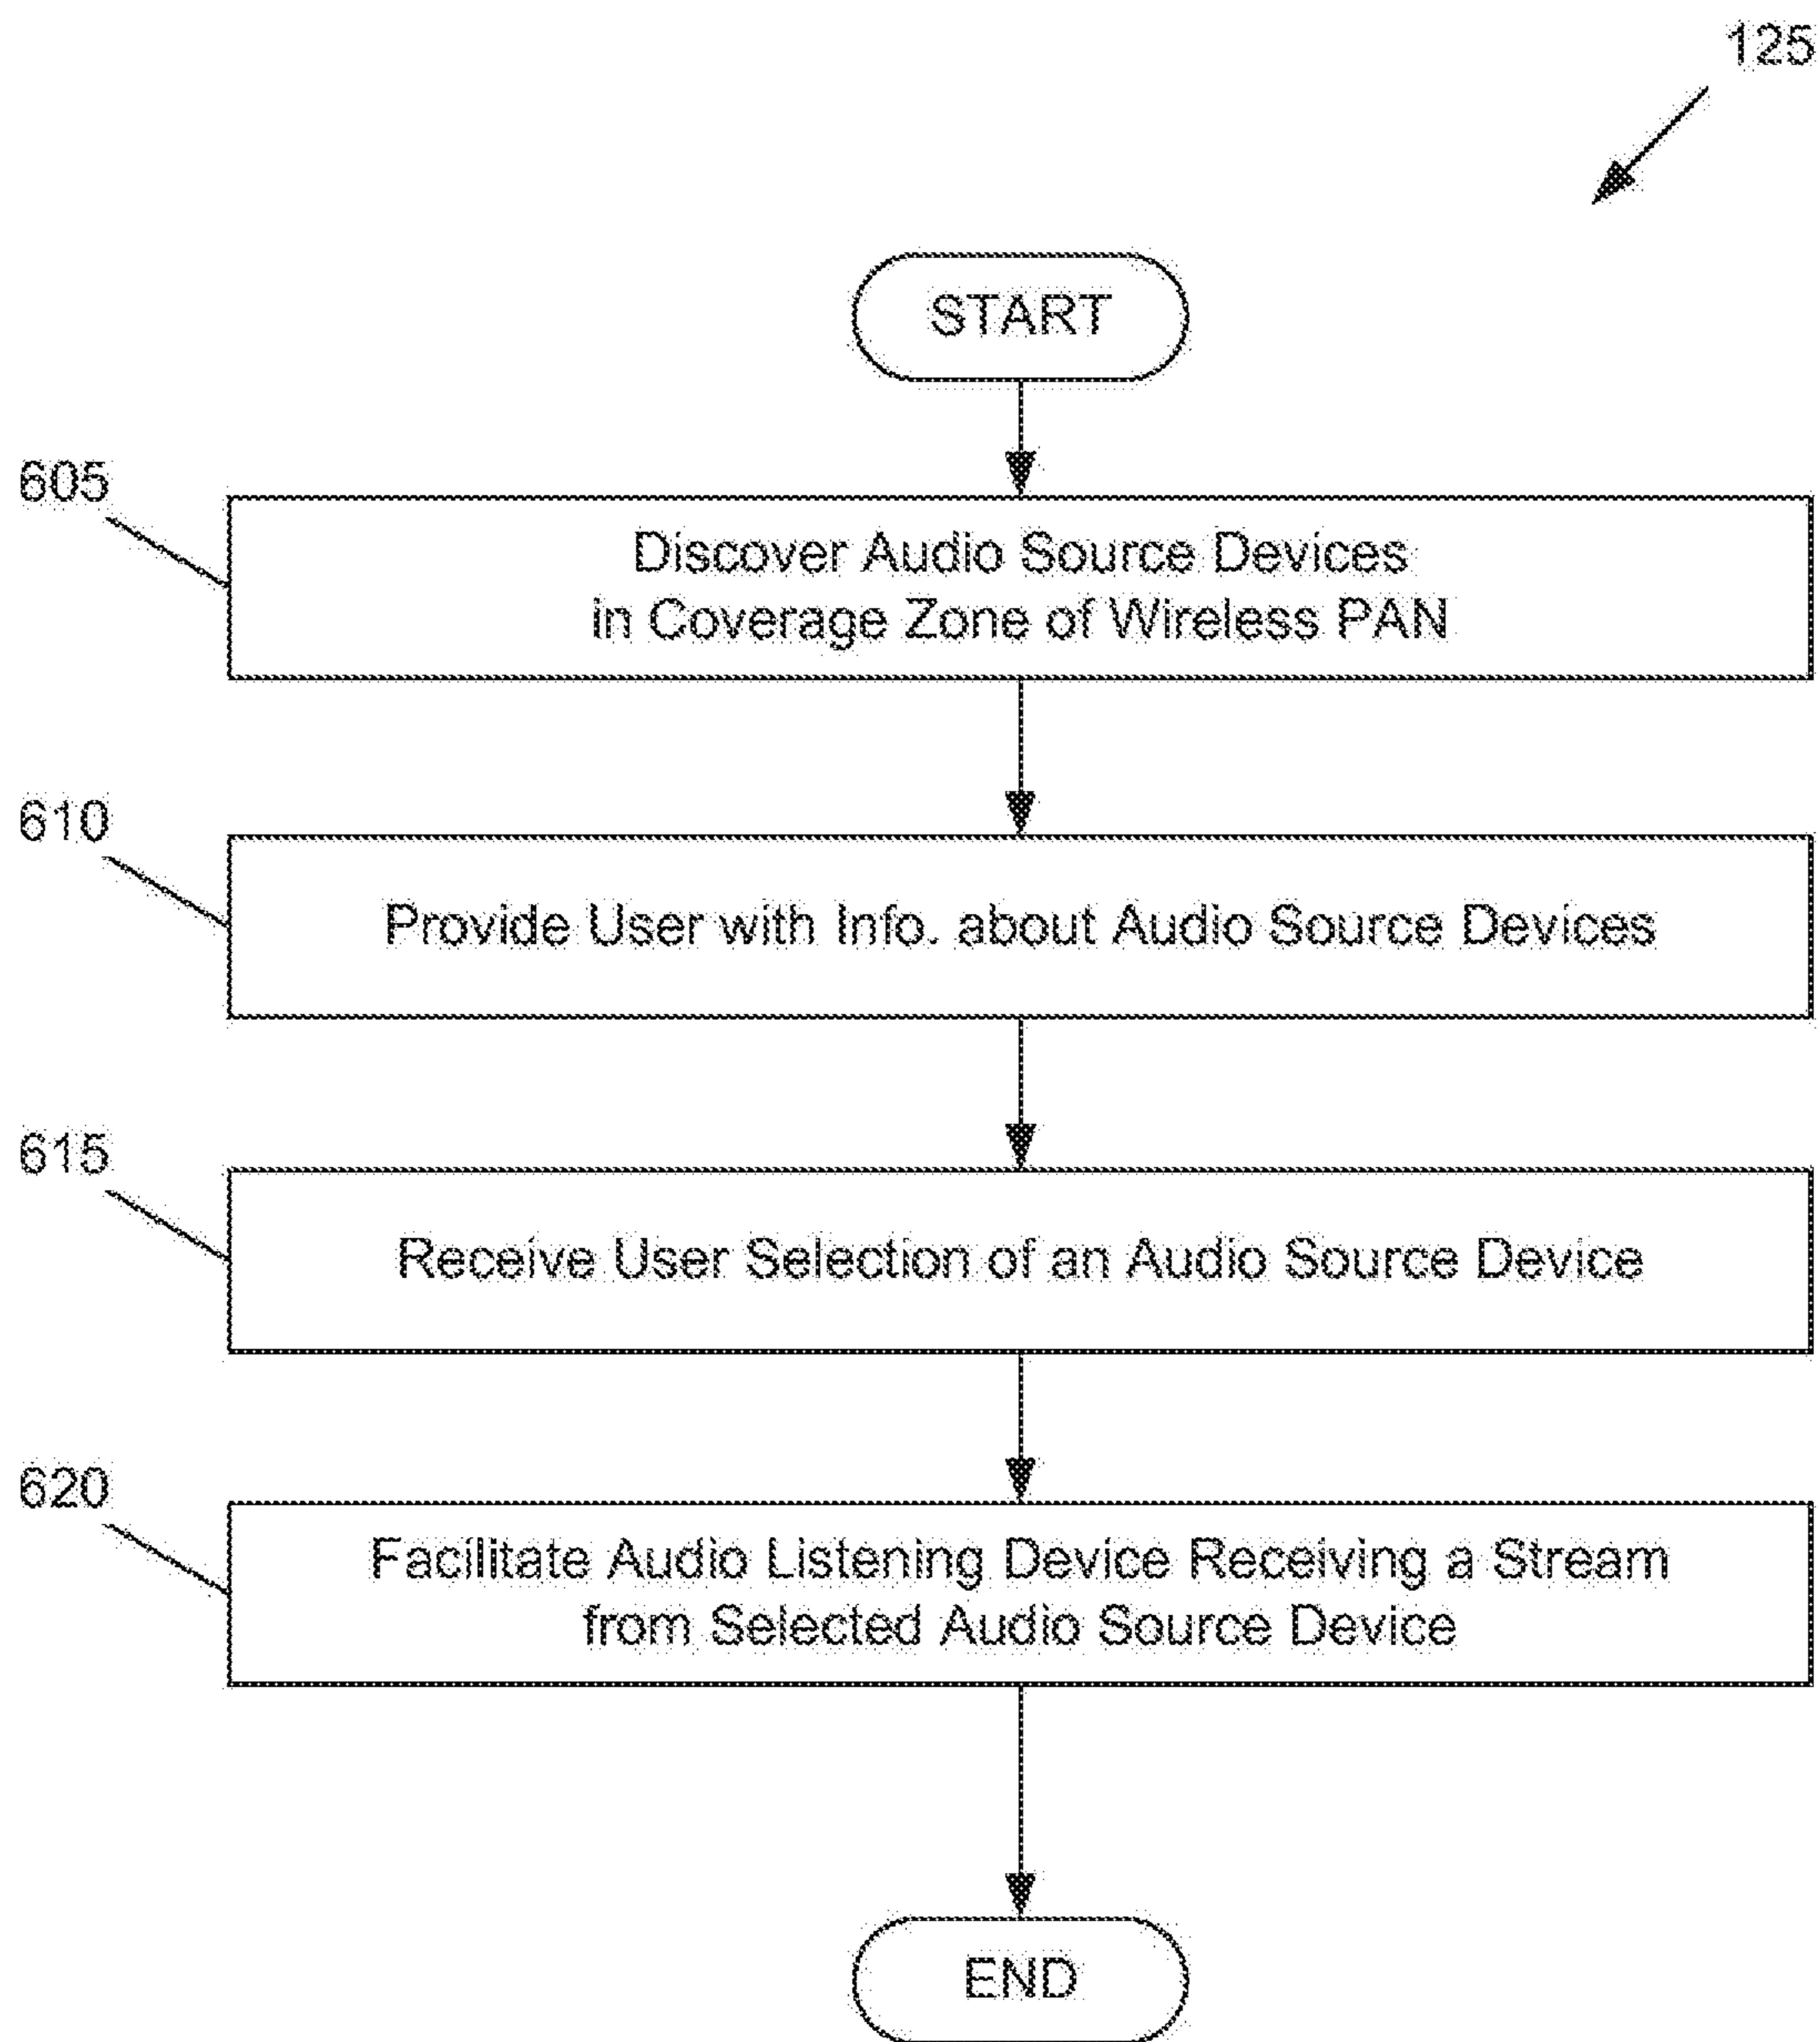 125
START
605
Discover Audio Source Devices
in Coverage Zone of Wireless PAN
610
Provide User with Info. about Audio Source Devices
615
Receive User Selection of an Audio Source Device
620
Facilitate Audio Listening Device Receiving a Stream
from Selected Audio Source Device
END